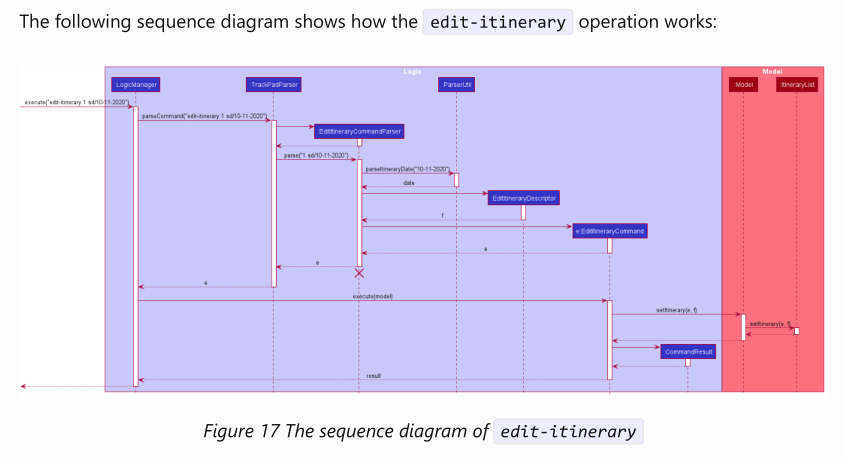 The following sequence diagram shows how the edit-itinerary operation works:
Logic
Model
:LogicManager
:TrackPadParser
:ParserUtil
:Model
:ItineraryList
execute("edit-itinerary 1 sd/10-11-2020")
parseCommand("edit-itinerary 1 sd/10-11-2020")
:EditItineraryCommandParser
parse("1 sd/10-11-2020")
parseItineraryDate("10-11-2020")
date
:EditItineraryDescriptor
f
e:EditItineraryCommand
e
e
e
execute(model)
setItinerary(e, f)
setItinerary(e, f)
:CommandResult
result
Figure 17 The sequence diagram of edit-itinerary